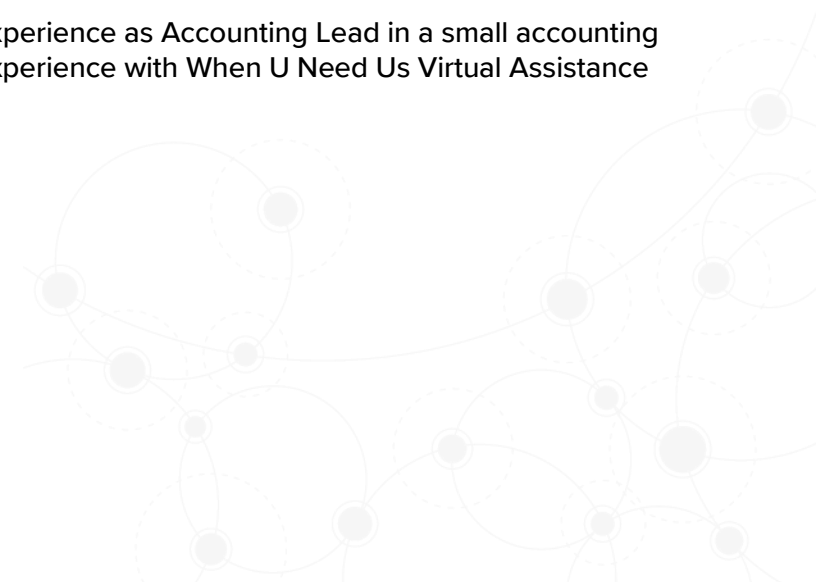 xperience as Accounting Lead in a small accounting
xperience with When U Need Us Virtual Assistance